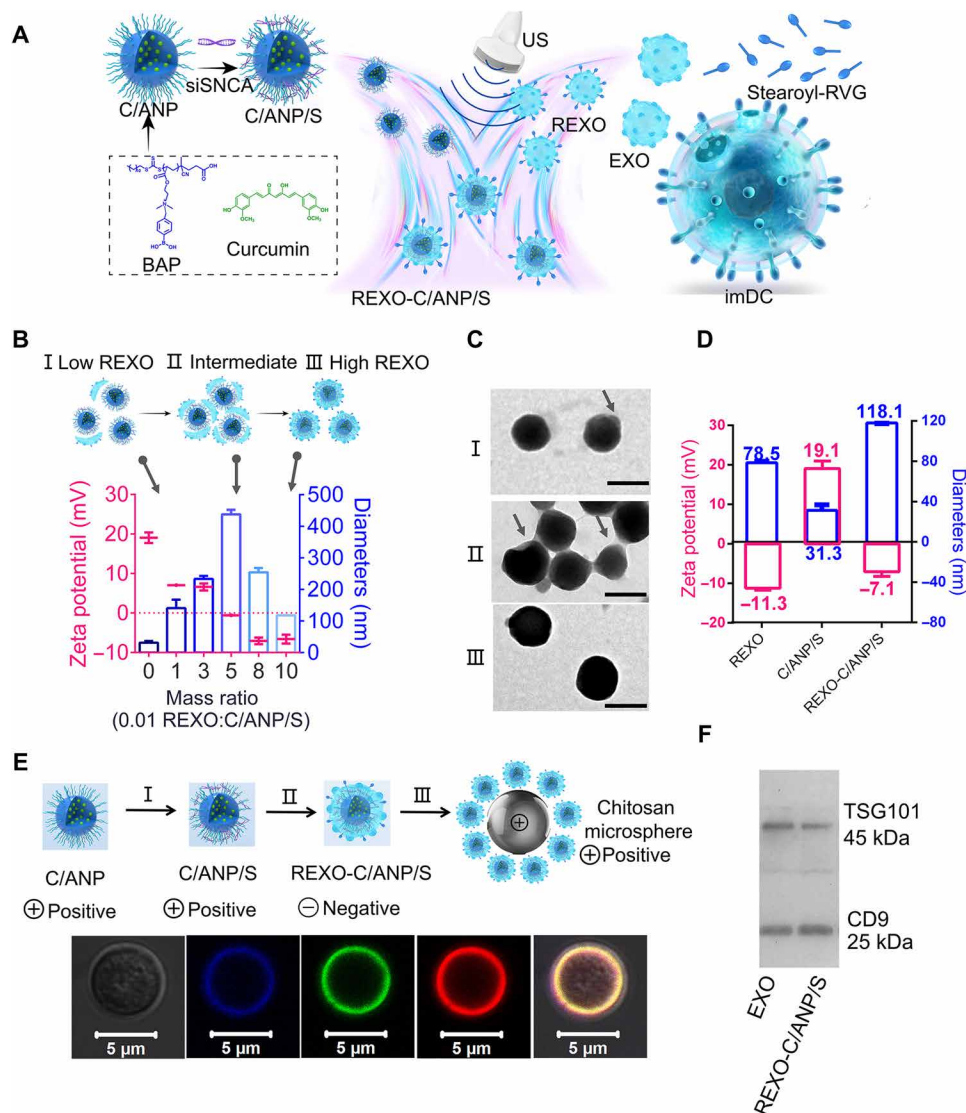 A
siSNCA
C/ANP
C/ANP/S
US
REXO
EXO
Stearoyl-RVG
BAP
Curcumin
REXO-C/ANP/S
imDC
B
I Low REXO
II Intermediate
III High REXO
Zeta potential (mV)
30
20
10
0
−10
0
1
3
5
8
10
Mass ratio
(0.01 REXO:C/ANP/S)
500
400
300
200
100
0
Diameters (nm)
C
I
II
III
D
Zeta potential (mV)
30
20
10
0
−10
−20
78.5
19.1
118.1
−11.3
31.3
−7.1
REXO
C/ANP/S
REXO-C/ANP/S
120
80
40
0
−40
−80
Diameters (nm)
E
I
II
III
C/ANP
C/ANP/S
REXO-C/ANP/S
+ Positive
+ Positive
− Negative
+
Chitosan
microsphere
+ Positive
5 μm
5 μm
5 μm
5 μm
5 μm
F
TSG101
45 kDa
CD9
25 kDa
EXO
REXO-C/ANP/S